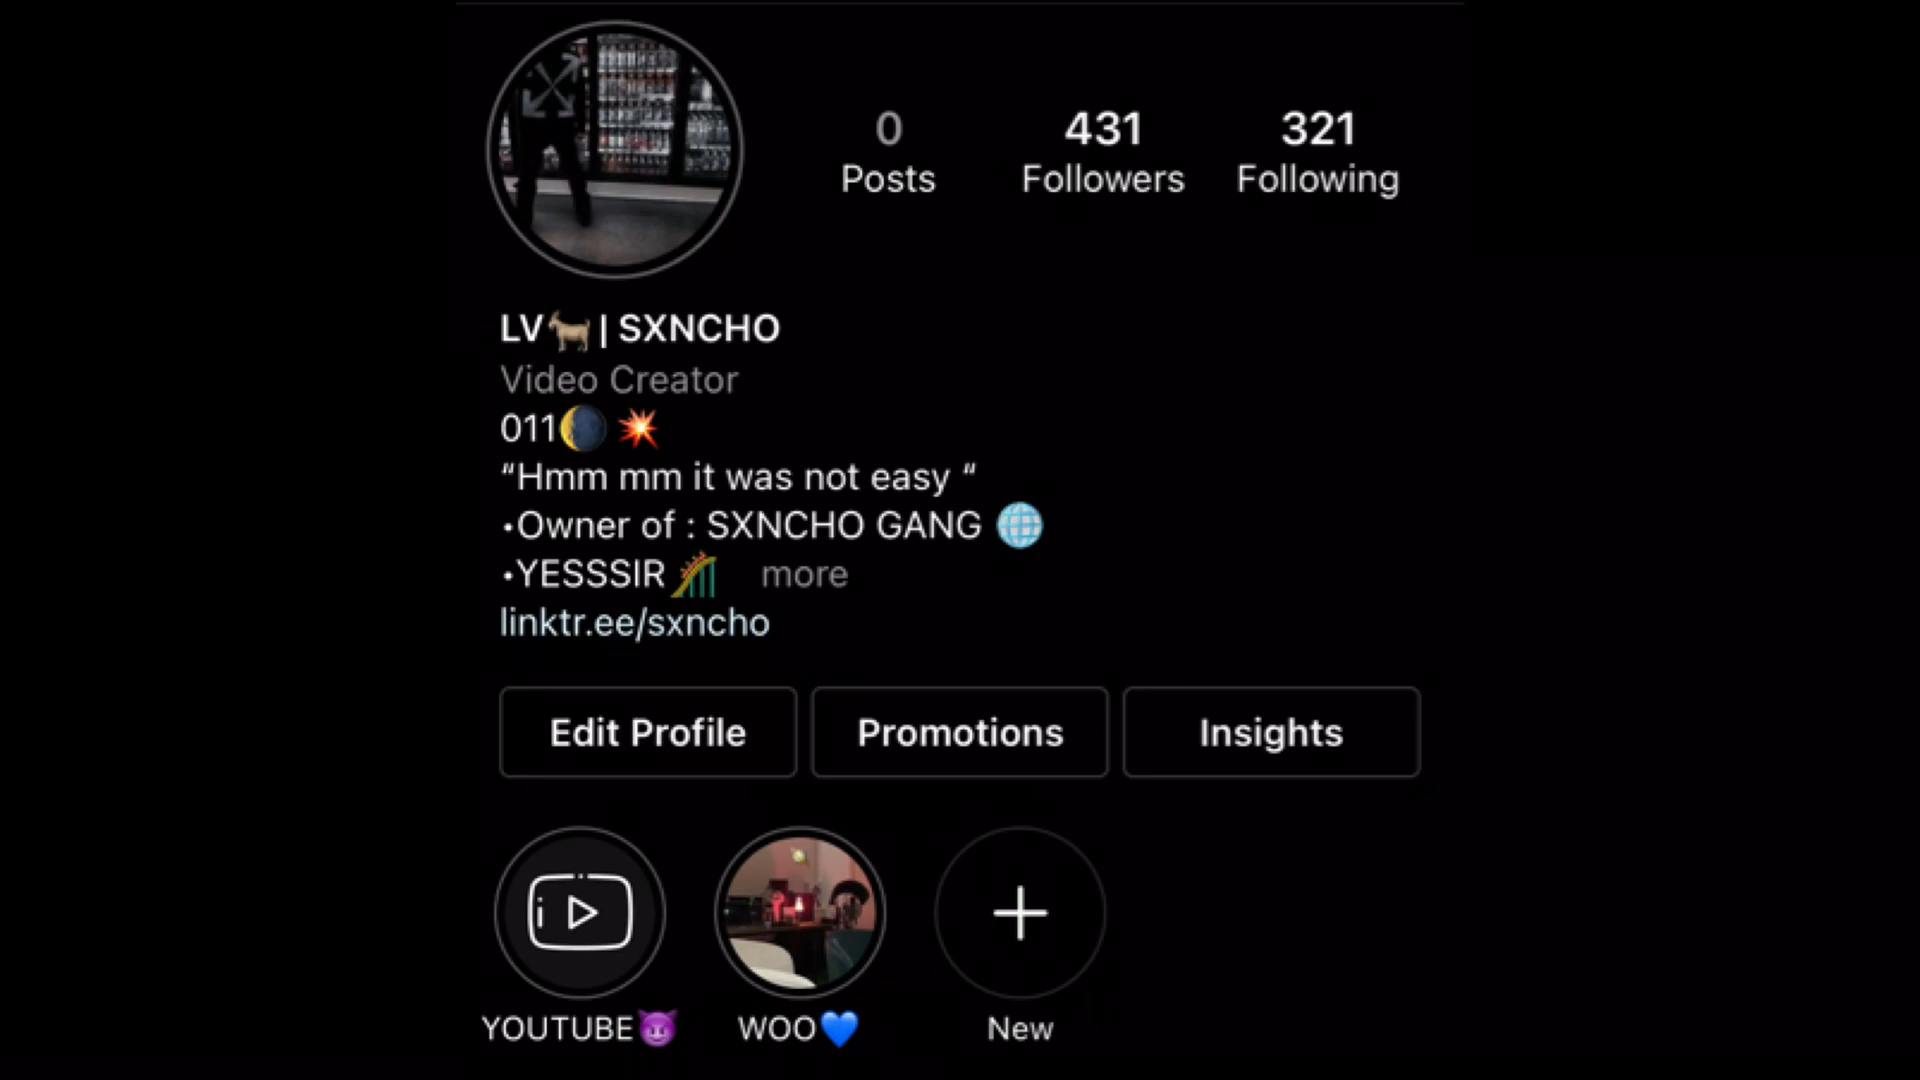 0 431 321
Posts Followers Following
LV🐐| SXNCHO
Video Creator
011🌘 💥
“Hmm mm it was not easy “
•Owner of : SXNCHO GANG 🌐
•YESSSIR🎢 more
linktr.ee/sxncho
Edit Profile Promotions Insights
YOUTUBE😈 WOO💙 New